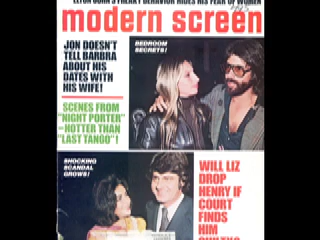 ELTON JOHN'S FREAKY BEHAVIOR HIDES HIS FEAR OF WOMEN
modern screen
JON DOESN'T
TELL BARBRA
ABOUT HIS
DATES WITH
HIS WIFE!
BEDROOM
SECRETS!
SCENES FROM
"NIGHT PORTER"
-HOTTER THAN
"LAST TANGO"!
SHOCKING
SCANDAL
GROWS!
WILL LIZ
DROP
HENRY IF
COURT
FINDS
HIM